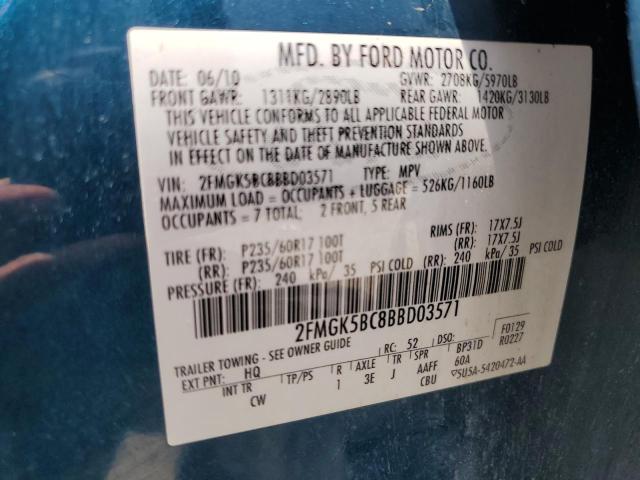 MFD. BY FORD MOTOR CO.
DATE: 06/10 GVWR: 2708KG/5970LB
FRONT GAWR: 1311KG/2890LB REAR GAWR: 1420KG/3130LB
THIS VEHICLE CONFORMS TO ALL APPLICABLE FEDERAL MOTOR
VEHICLE SAFETY AND THEFT PREVENTION STANDARDS
IN EFFECT ON THE DATE OF MANUFACTURE SHOWN ABOVE.
VIN: 2FMGK5BC8BBD03571 TYPE: MPV
MAXIMUM LOAD = OCCUPANTS + LUGGAGE = 526KG/1160LB
OCCUPANTS = 7 TOTAL: 2 FRONT, 5 REAR
TIRE (FR): P235/60R17 100T RIMS (FR): 17X7.5J
(RR): P235/60R17 100T (RR): 17X7.5J
PRESSURE (FR): 240 kPa/ 35 PSI COLD (RR): 240 kPa/ 35 PSI COLD
2FMGK5BC8BBD03571
TRAILER TOWING - SEE OWNER GUIDE
F0129
R0227
RC: 52 DSO:
EXT PNT: HQ BP31D
INT TR TP/PS R AXLE TR SPR 60A
CW 1 3E J AAFF
CBU 5U5A-5420472-AA